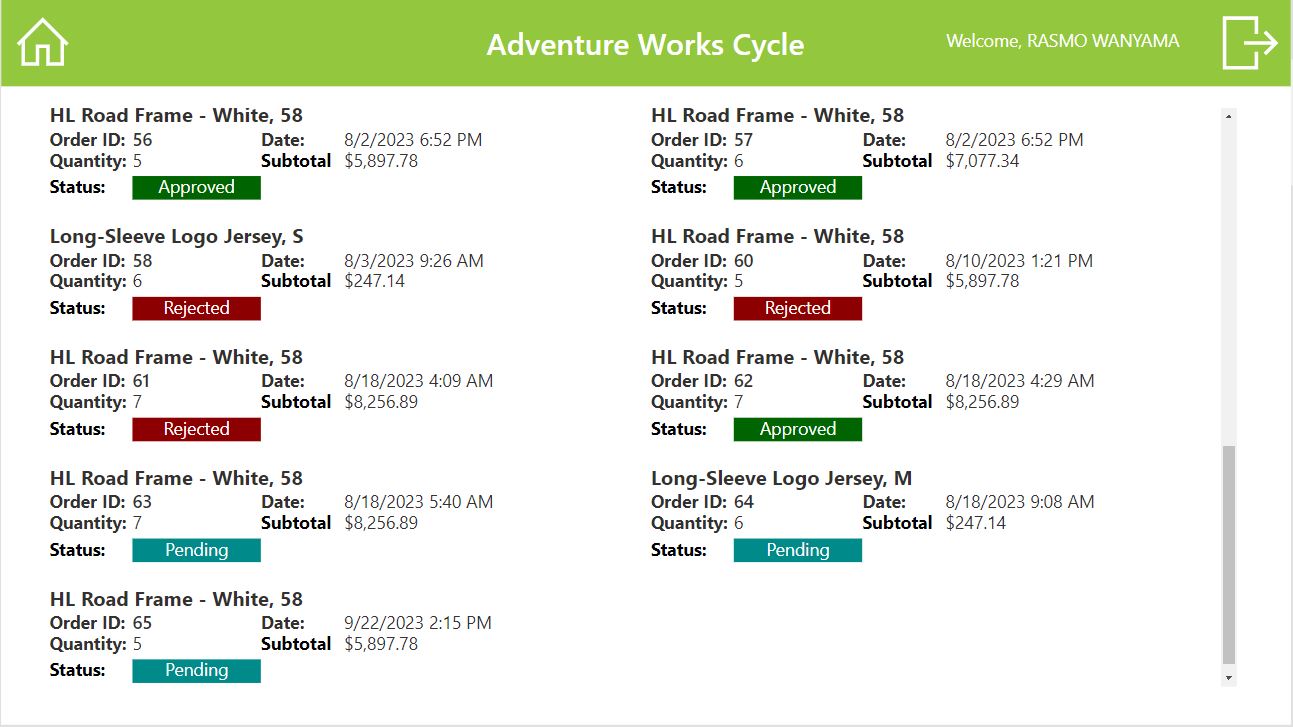 Adventure Works Cycle
Welcome, RASMO WANYAMA
HL Road Frame - White, 58
Order ID: 56 Date: 8/2/2023 6:52 PM
Quantity: 5 Subtotal $5,897.78
Status: Approved
HL Road Frame - White, 58
Order ID: 57 Date: 8/2/2023 6:52 PM
Quantity: 6 Subtotal $7,077.34
Status: Approved
Long-Sleeve Logo Jersey, S
Order ID: 58 Date: 8/3/2023 9:26 AM
Quantity: 6 Subtotal $247.14
Status: Rejected
HL Road Frame - White, 58
Order ID: 60 Date: 8/10/2023 1:21 PM
Quantity: 5 Subtotal $5,897.78
Status: Rejected
HL Road Frame - White, 58
Order ID: 61 Date: 8/18/2023 4:09 AM
Quantity: 7 Subtotal $8,256.89
Status: Rejected
HL Road Frame - White, 58
Order ID: 62 Date: 8/18/2023 4:29 AM
Quantity: 7 Subtotal $8,256.89
Status: Approved
HL Road Frame - White, 58
Order ID: 63 Date: 8/18/2023 5:40 AM
Quantity: 7 Subtotal $8,256.89
Status: Pending
Long-Sleeve Logo Jersey, M
Order ID: 64 Date: 8/18/2023 9:08 AM
Quantity: 6 Subtotal $247.14
Status: Pending
HL Road Frame - White, 58
Order ID: 65 Date: 9/22/2023 2:15 PM
Quantity: 5 Subtotal $5,897.78
Status: Pending